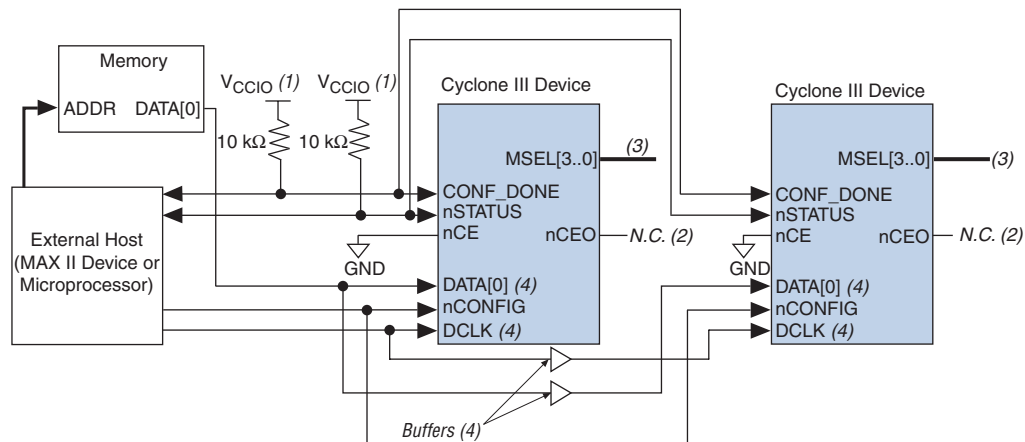 Memory
ADDR DATA[0]
VCCIO (1)
VCCIO (1)
10 kΩ
10 kΩ
Cyclone III Device
MSEL[3..0]
(3)
CONF_DONE
nSTATUS
nCE
nCEO
N.C. (2)
GND
DATA[0] (4)
nCONFIG
DCLK (4)
External Host
(MAX II Device or
Microprocessor)
Cyclone III Device
MSEL[3..0]
(3)
CONF_DONE
nSTATUS
nCE
nCEO
N.C. (2)
GND
DATA[0] (4)
nCONFIG
DCLK (4)
Buffers (4)